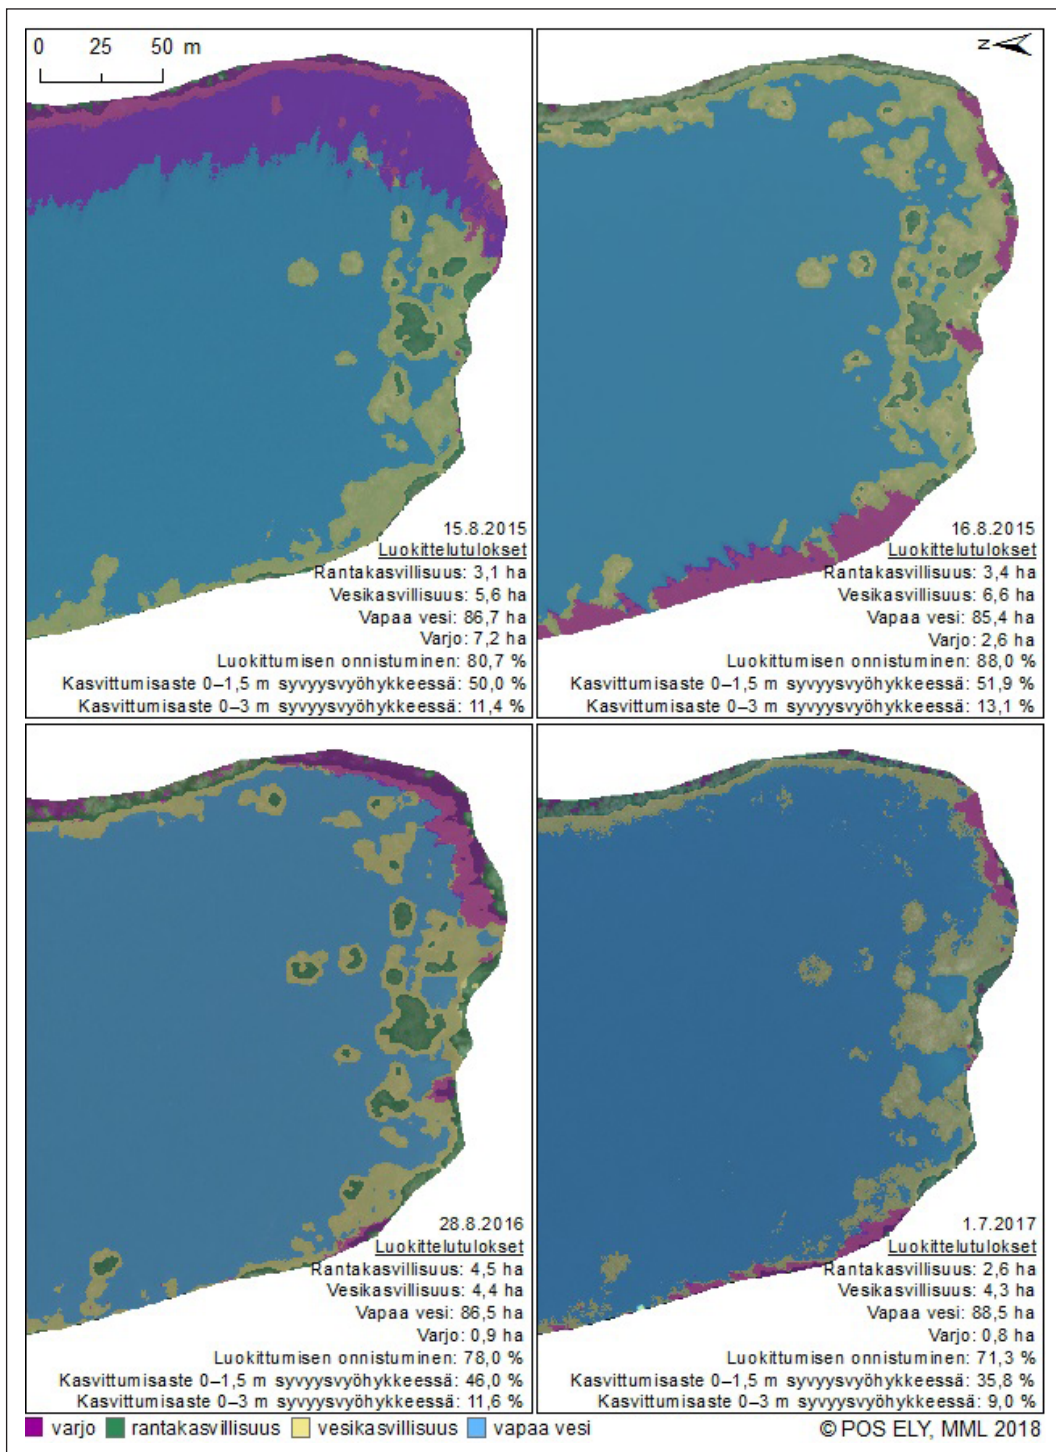 0 25 50 m
Z
15.8.2015
Luokittelutulokset
Rantakasvillisuus: 3,1 ha
Vesikasvillisuus: 5,6 ha
Vapaa vesi: 86,7 ha
Varjo: 7,2 ha
Luokittumisen onnistuminen: 80,7 %
Kasvittumisaste 0–1,5 m syvyysvyöhykkeessä: 50,0 %
Kasvittumisaste 0–3 m syvyysvyöhykkeessä: 11,4 %
16.8.2015
Luokittelutulokset
Rantakasvillisuus: 3,4 ha
Vesikasvillisuus: 6,6 ha
Vapaa vesi: 85,4 ha
Varjo: 2,6 ha
Luokittumisen onnistuminen: 88,0 %
Kasvittumisaste 0–1,5 m syvyysvyöhykkeessä: 51,9 %
Kasvittumisaste 0–3 m syvyysvyöhykkeessä: 13,1 %
28.8.2016
Luokittelutulokset
Rantakasvillisuus: 4,5 ha
Vesikasvillisuus: 4,4 ha
Vapaa vesi: 86,5 ha
Varjo: 0,9 ha
Luokittumisen onnistuminen: 78,0 %
Kasvittumisaste 0–1,5 m syvyysvyöhykkeessä: 46,0 %
Kasvittumisaste 0–3 m syvyysvyöhykkeessä: 11,6 %
1.7.2017
Luokittelutulokset
Rantakasvillisuus: 2,6 ha
Vesikasvillisuus: 4,3 ha
Vapaa vesi: 88,5 ha
Varjo: 0,8 ha
Luokittumisen onnistuminen: 71,3 %
Kasvittumisaste 0–1,5 m syvyysvyöhykkeessä: 35,8 %
Kasvittumisaste 0–3 m syvyysvyöhykkeessä: 9,0 %
varjo rantakasvillisuus vesikasvillisuus vapaa vesi
© POS ELY, MML 2018